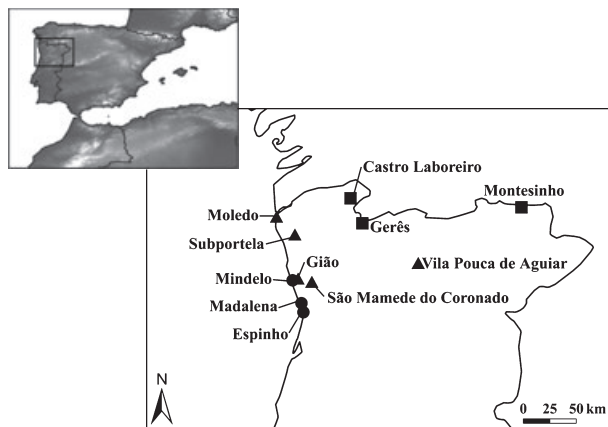 Castro Laboreiro
Montesinho
Moledo
Gerês
Subportela
Gião
Vila Pouca de Aguiar
Mindelo
São Mamede do Coronado
Madalena
Espinho
N
0 25 50 km